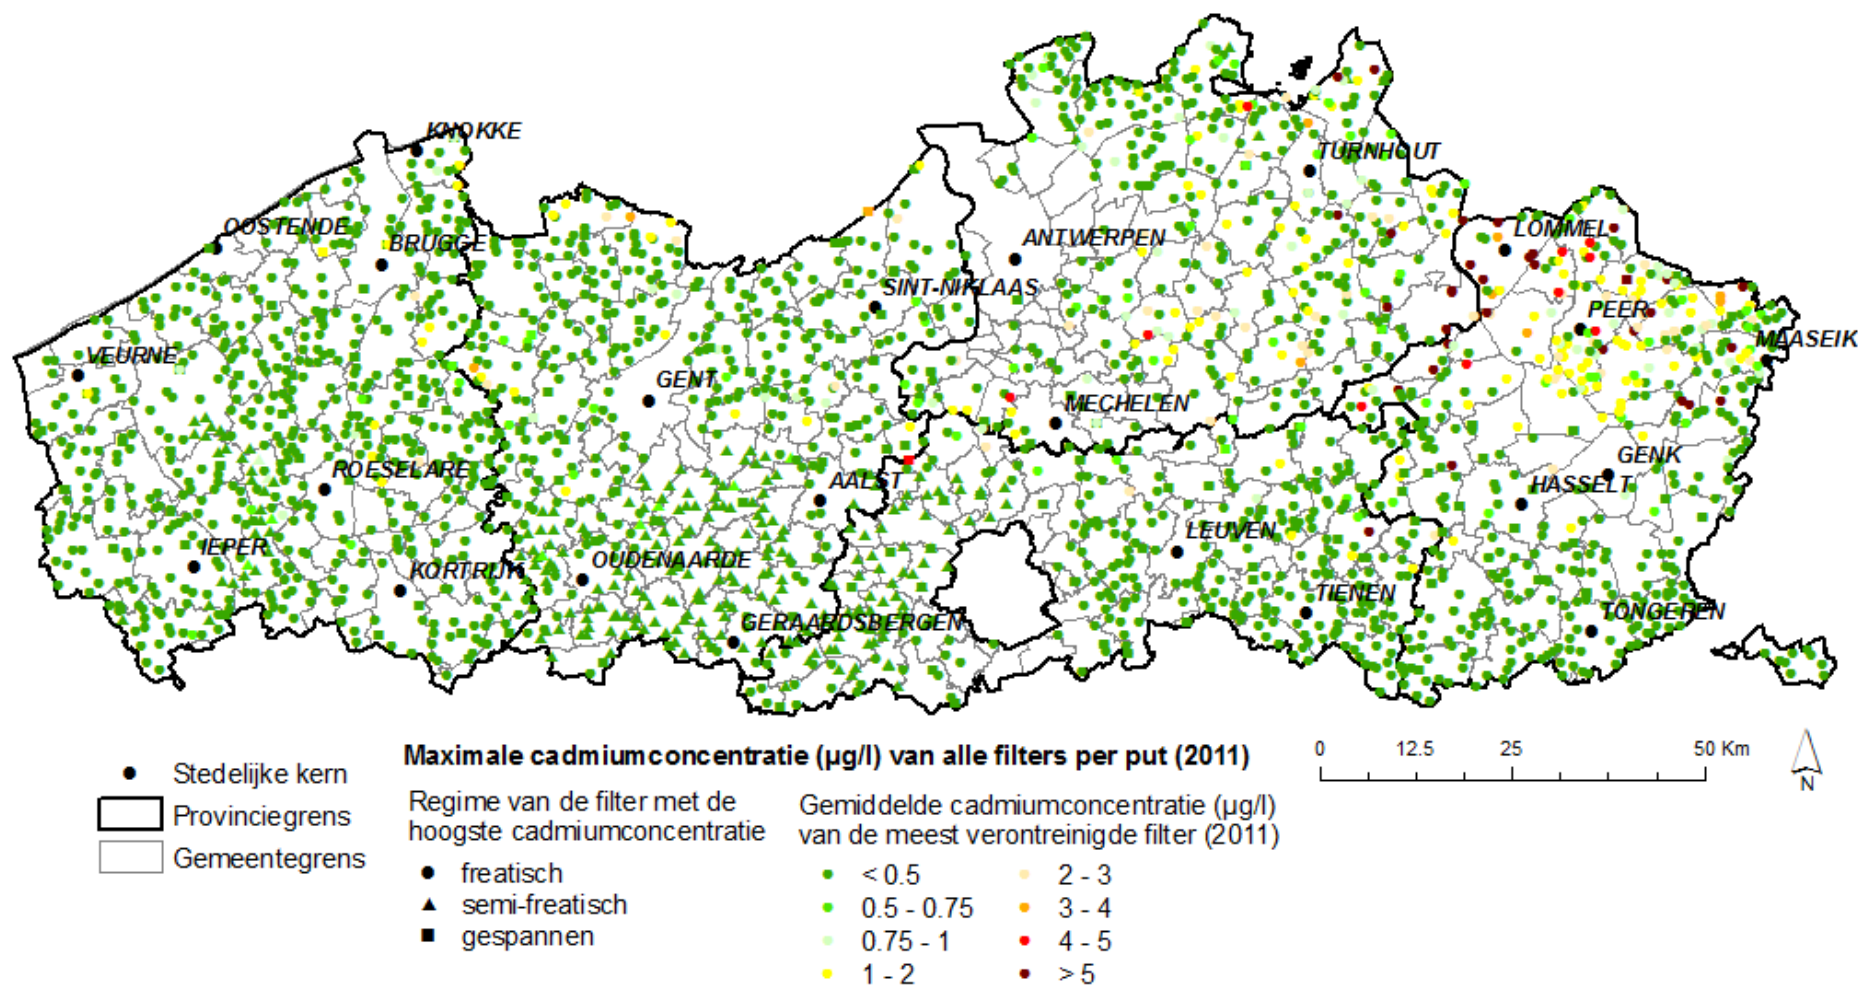 KNOKKE
OOSTENDE
BRUGGE
VEURNE
SINT-NIKLAAS
ANTWERPEN
TURNHOUT
LOMMEL
PEER
MAASEIK
GENT
MECHELEN
ROESELARE
AALST
GENK
HASSELT
IEPER
KORTRIJK
OUDENAARDE
LEUVEN
TIENEN
GERAARDSBERGEN
TONGEREN
Stedelijke kern
Provinciegrens
Gemeentegrens
Maximale cadmiumconcentratie (µg/l) van alle filters per put (2011)
Regime van de filter met de
hoogste cadmiumconcentratie
freatisch
semi-freatisch
gespannen
Gemiddelde cadmiumconcentratie (µg/l)
van de meest verontreinigde filter (2011)
< 0.5
0.5 - 0.75
0.75 - 1
1 - 2
2 - 3
3 - 4
4 - 5
> 5
0 12.5 25 50 Km
N